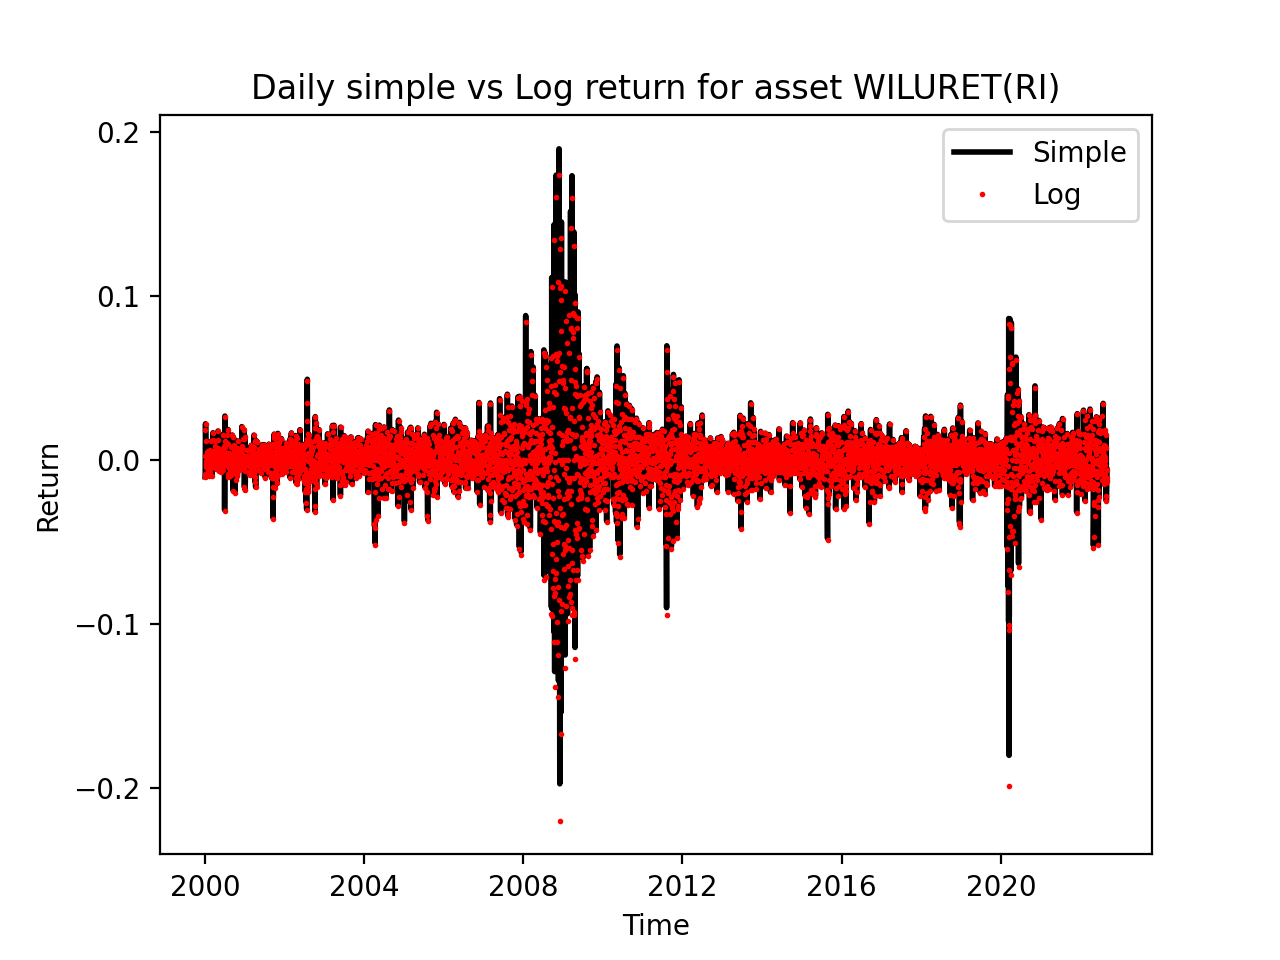 Daily simple vs Log return for asset WILURET(RI)
Simple
Log
0.2
0.1
0.0
−0.1
−0.2
Return
2000 2004 2008 2012 2016 2020
Time